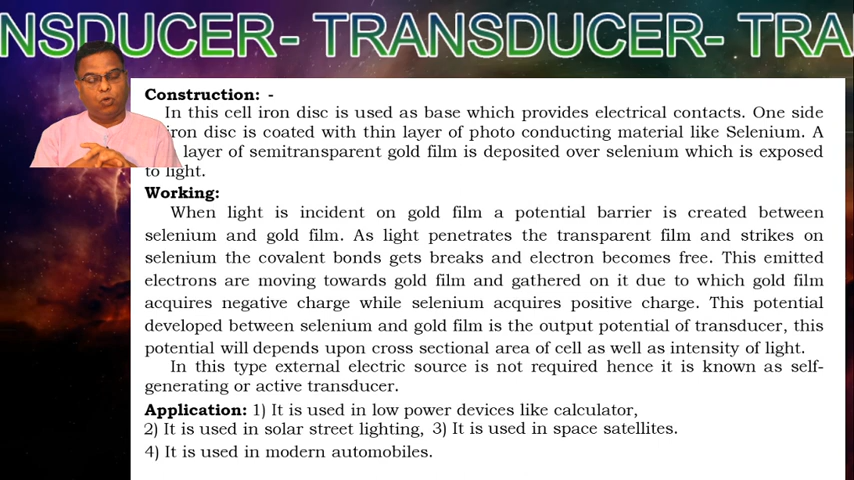 NSDUCER- TRANSDUCER- TRA
Construction: -
In this cell iron disc is used as base which provides electrical contacts. One side
iron disc is coated with thin layer of photo conducting material like Selenium. A
layer of semitransparent gold film is deposited over selenium which is exposed
to light.
Working:
When light is incident on gold film a potential barrier is created between
selenium and gold film. As light penetrates the transparent film and strikes on
selenium the covalent bonds gets breaks and electron becomes free. This emitted
electrons are moving towards gold film and gathered on it due to which gold film
acquires negative charge while selenium acquires positive charge. This potential
developed between selenium and gold film is the output potential of transducer, this
potential will depends upon cross sectional area of cell as well as intensity of light.
In this type external electric source is not required hence it is known as self-
generating or active transducer.
Application: 1) It is used in low power devices like calculator,
2) It is used in solar street lighting, 3) It is used in space satellites.
4) It is used in modern automobiles.